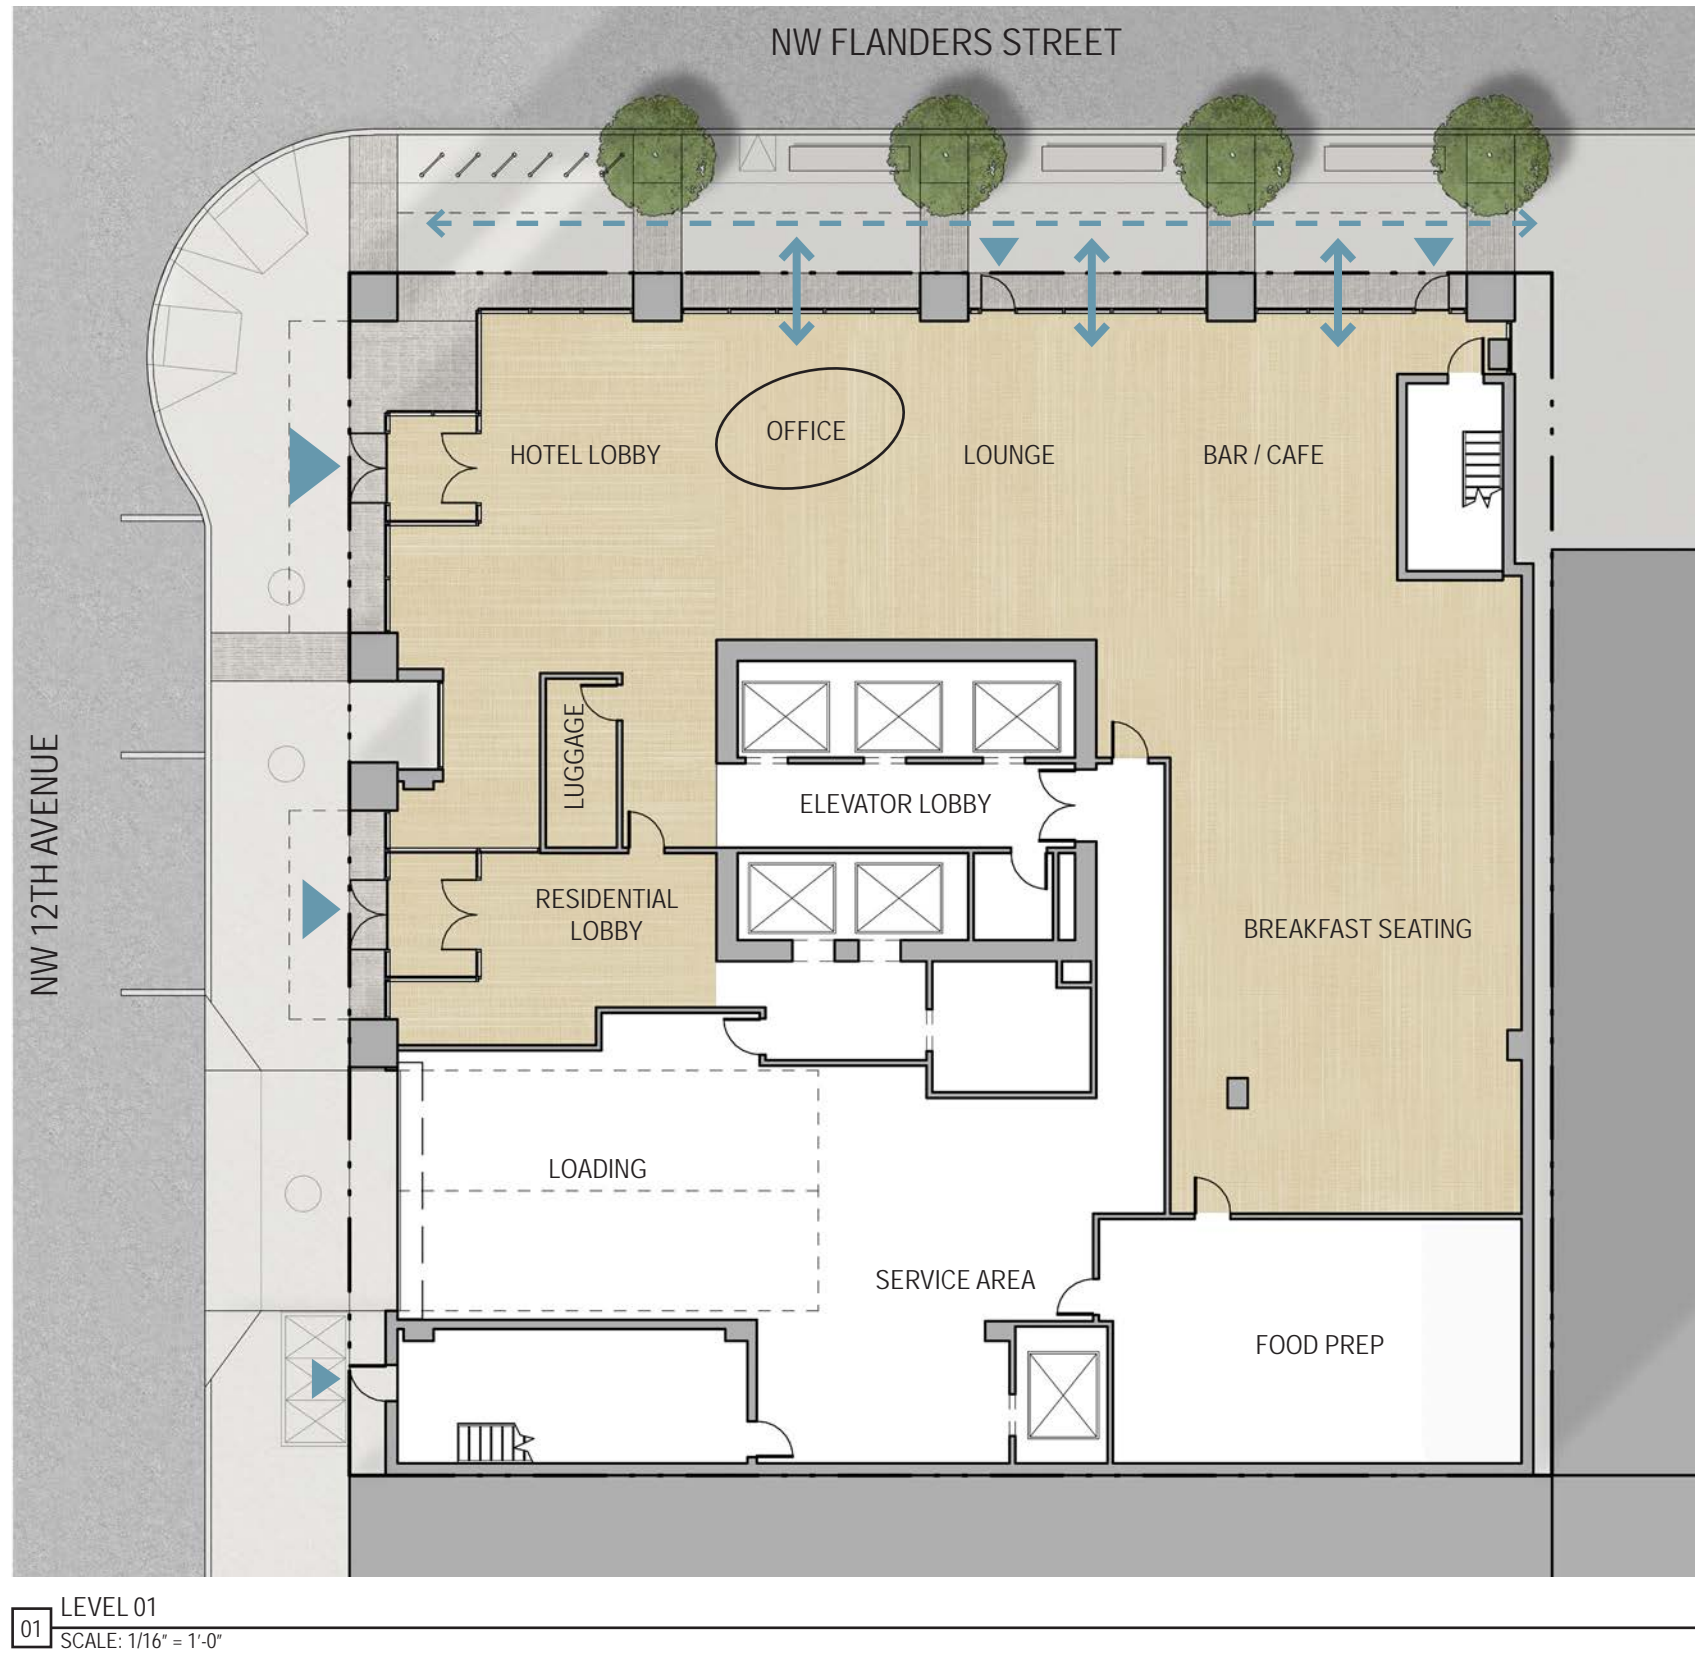 NW FLANDERS STREET
OFFICE
HOTEL LOBBY
LOUNGE
BAR / CAFE
LUGGAGE
ELEVATOR LOBBY
NW 12TH AVENUE
RESIDENTIAL
LOBBY
BREAKFAST SEATING
LOADING
SERVICE AREA
FOOD PREP
01
LEVEL 01
SCALE: 1/16" = 1'-0"